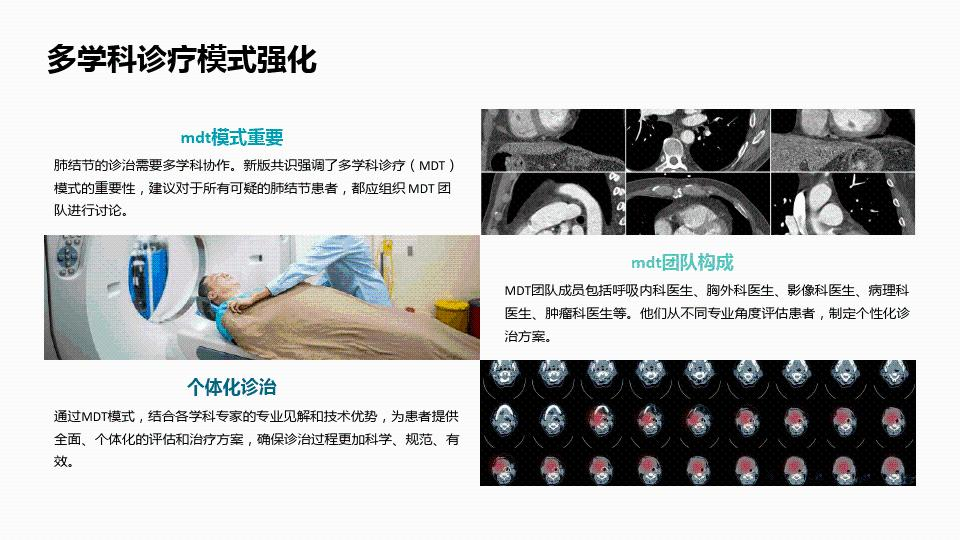 多学科诊疗模式强化
mdt模式重要
肺结节的诊治需要多学科协作。新版共识强调了多学科诊疗（MDT）
模式的重要性，建议对于所有可疑的肺结节患者，都应组织 MDT 团
队进行讨论。
mdt团队构成
MDT团队成员包括呼吸内科医生、胸外科医生、影像科医生、病理科
医生、肿瘤科医生等。他们从不同专业角度评估患者，制定个性化诊
治方案。
个体化诊治
通过MDT模式，结合各学科专家的专业见解和技术优势，为患者提供
全面、个体化的评估和治疗方案，确保诊治过程更加科学、规范、有
效。